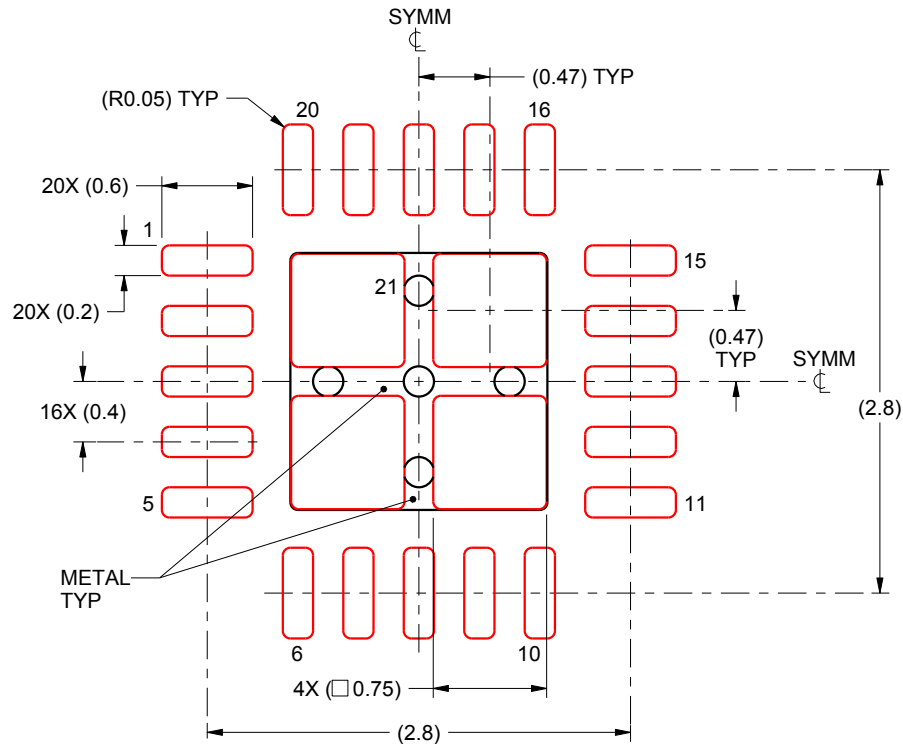 SYMM
℄
(0.47) TYP
(R0.05) TYP
20
16
20X (0.6)
1
15
21
20X (0.2)
(0.47)
TYP
SYMM
℄
16X (0.4)
(2.8)
5
11
METAL
TYP
6
10
4X (□ 0.75)
(2.8)